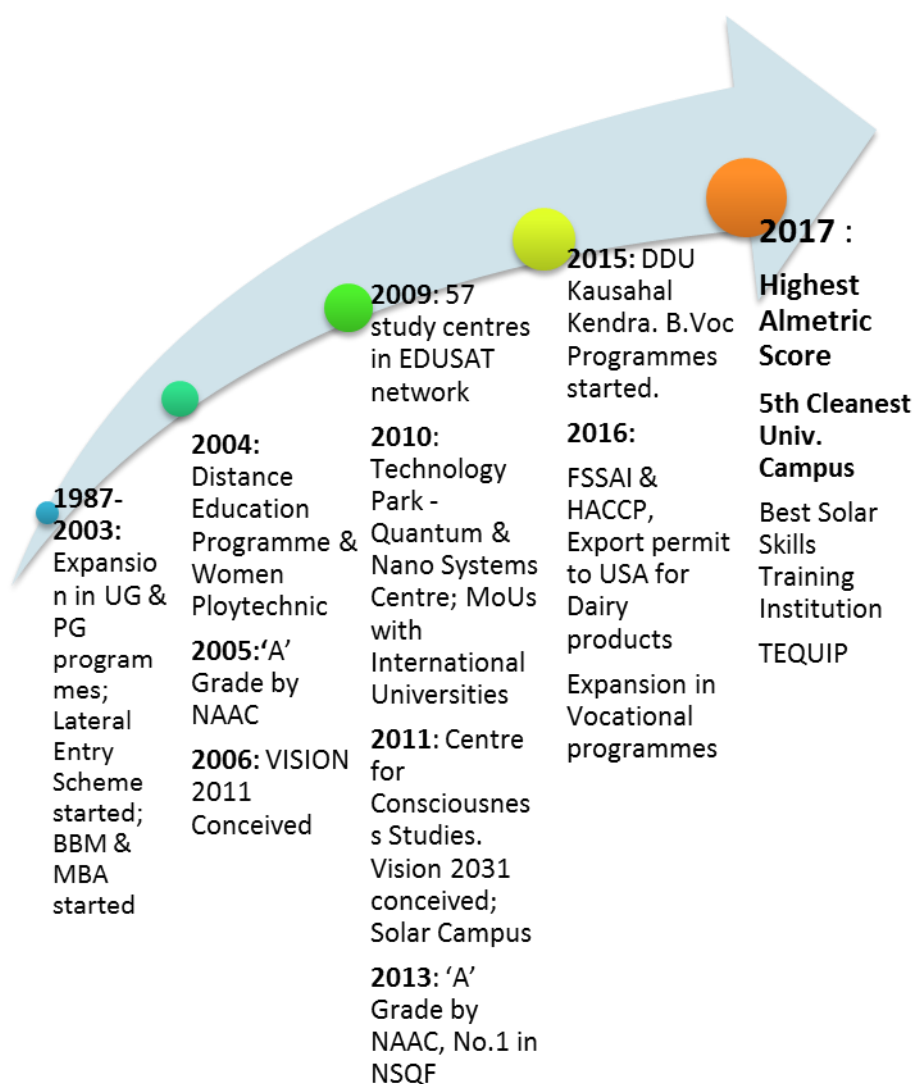 1987-
2003:
Expansio
n in UG &
PG
program
mes;
Lateral
Entry
Scheme
started;
BBM &
MBA
started
2004:
Distance
Education
Programme &
Women
Ploytechnic
2005:‘A’
Grade by
NAAC
2006: VISION
2011
Conceived
2009: 57
study centres
in EDUSAT
network
2010:
Technology
Park -
Quantum &
Nano Systems
Centre; MoUs
with
International
Universities
2011: Centre
for
Consciousnes
s Studies.
Vision 2031
conceived;
Solar Campus
2013: ‘A’
Grade by
NAAC, No.1 in
NSQF
2015: DDU
Kausahal
Kendra. B.Voc
Programmes
started.
2016:
FSSAI &
HACCP,
Export permit
to USA for
Dairy
products
Expansion in
Vocational
programmes
2017 :
Highest
Almetric
Score
5th Cleanest
Univ.
Campus
Best Solar
Skills
Training
Institution
TEQUIP